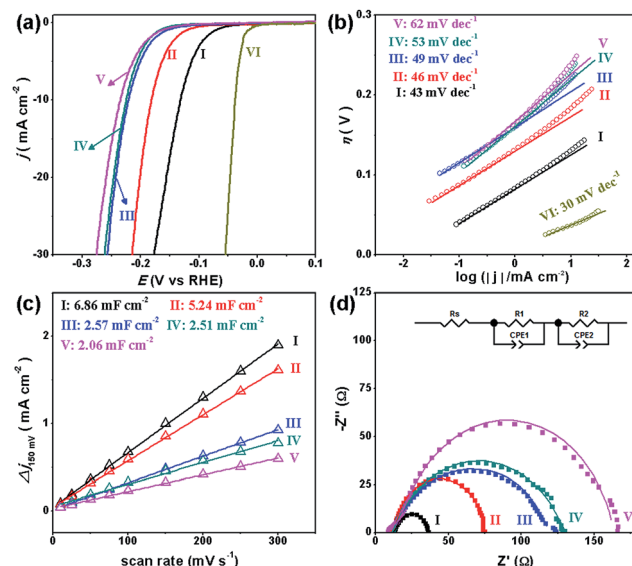 (a)
I
II
III
IV
V
VI
0
-10
-20
-30
j (mA cm⁻²)
-0.3
-0.2
-0.1
0.0
0.1
E (V vs RHE)
(b)
V: 62 mV dec⁻¹
IV: 53 mV dec⁻¹
III: 49 mV dec⁻¹
II: 46 mV dec⁻¹
I: 43 mV dec⁻¹
V
IV
III
II
I
VI: 30 mV dec⁻¹
0.3
0.2
0.1
0.0
η (V)
-2
-1
0
1
2
log (|j|/mA cm⁻²)
(c)
I: 6.86 mF cm⁻² II: 5.24 mF cm⁻²
III: 2.57 mF cm⁻² IV: 2.51 mF cm⁻²
V: 2.06 mF cm⁻²
I
II
III
IV
V
2
1
0
Δj₁₅₀ mV (mA cm⁻²)
0
100
200
300
scan rate (mV s⁻¹)
(d)
Rs
R1
R2
CPE1
CPE2
I
II
III
IV
V
100
50
0
-Z'' (Ω)
0
50
100
150
Z' (Ω)